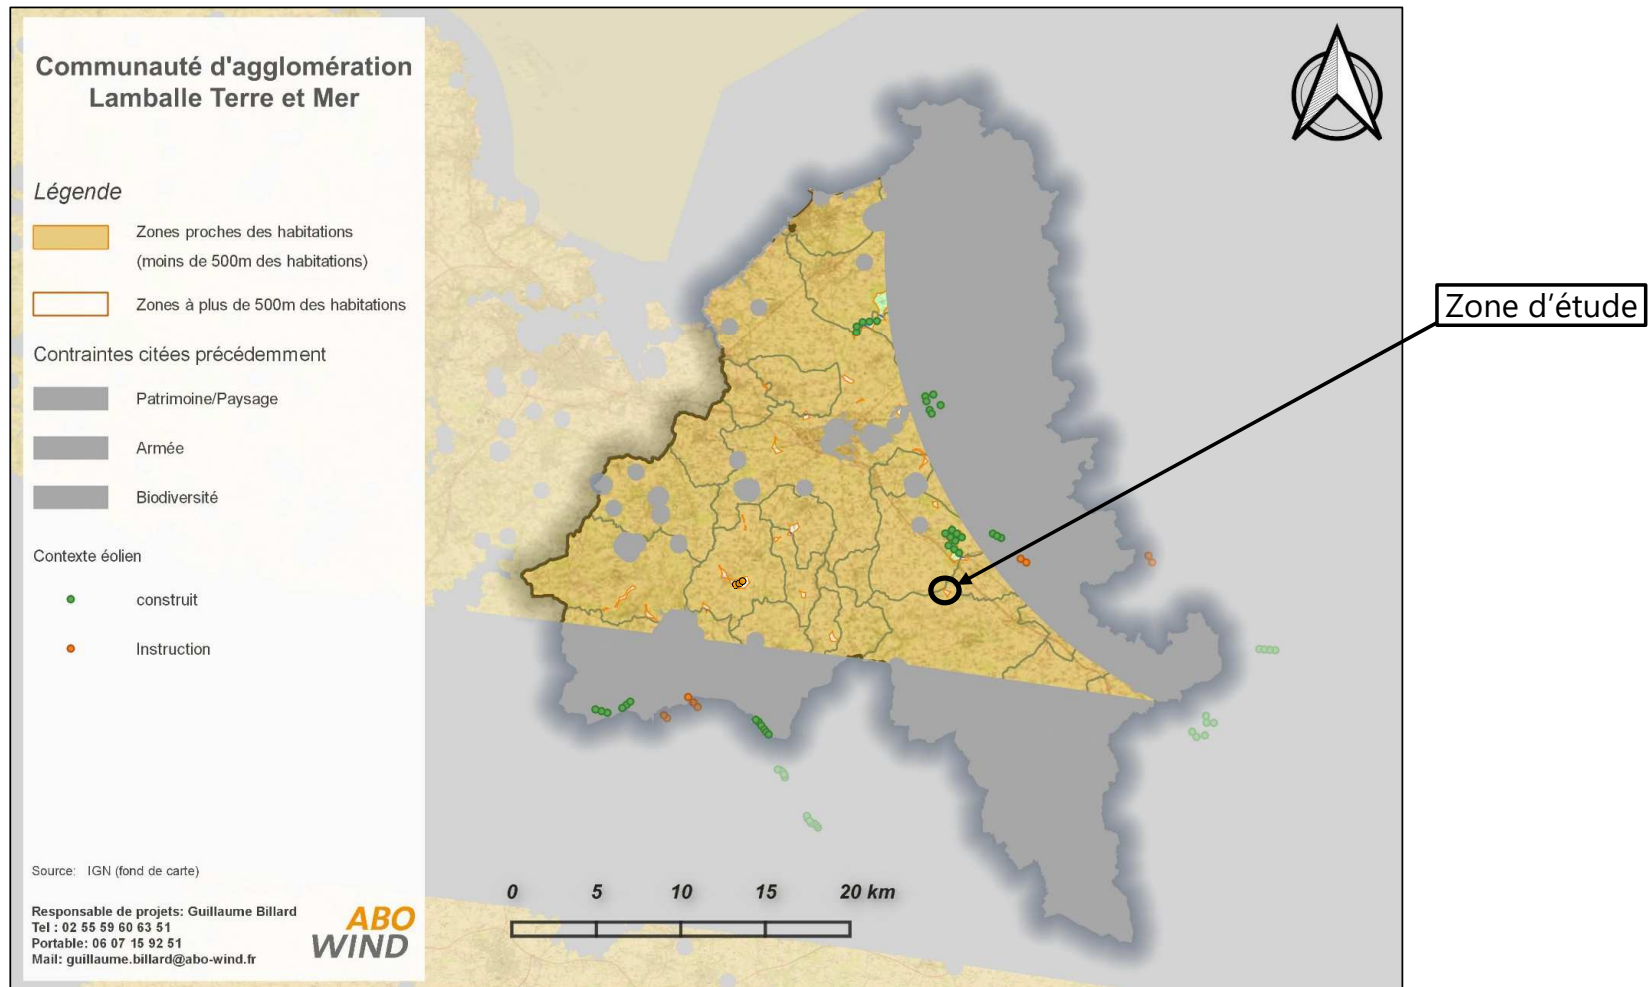 Communauté d'agglomération
Lamballe Terre et Mer
Légende
Zones proches des habitations
(moins de 500m des habitations)
Zones à plus de 500m des habitations
Contraintes citées précédemment
Patrimoine/Paysage
Armée
Biodiversité
Contexte éolien
construit
Instruction
Source: IGN (fond de carte)
Responsable de projets: Guillaume Billard
Tel : 02 55 59 60 63 51
Portable: 06 07 15 92 51
Mail: guillaume.billard@abo-wind.fr
ABO
WIND
0 5 10 15 20 km
Zone d'étude